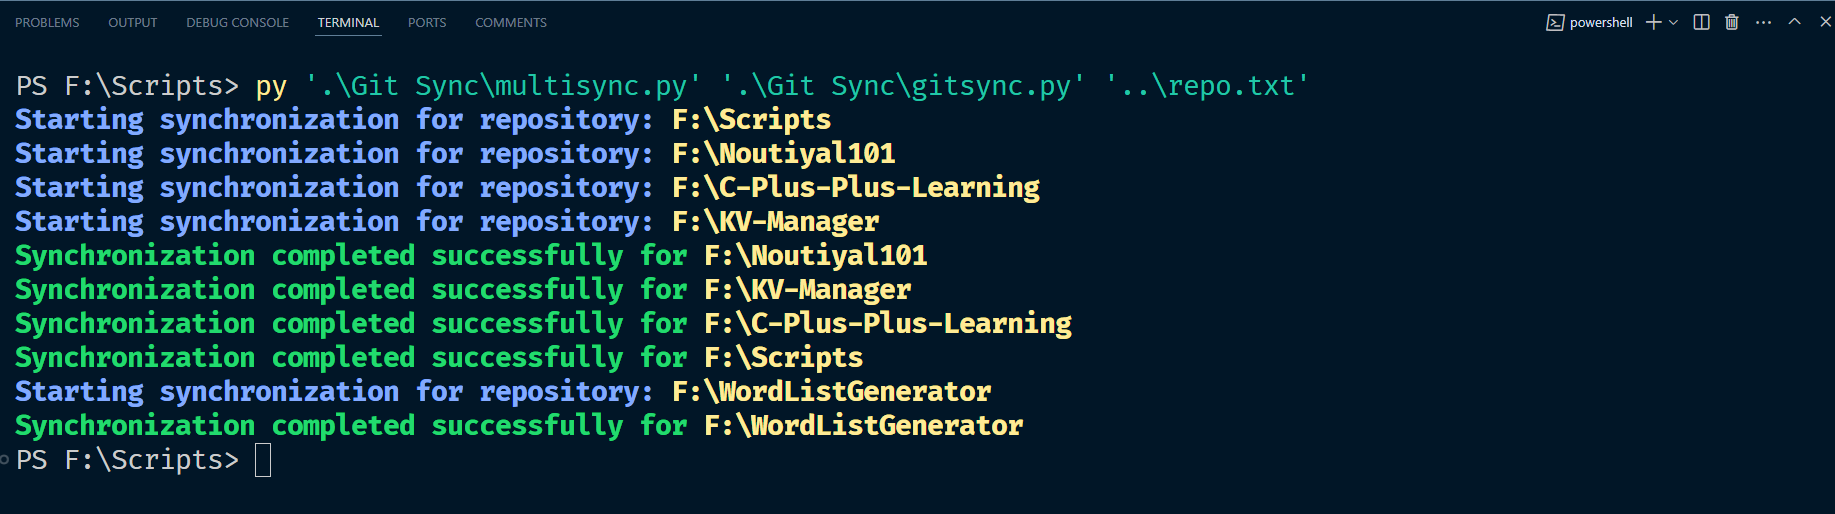 PROBLEMS OUTPUT DEBUG CONSOLE TERMINAL PORTS COMMENTS powershell
PS F:\Scripts> py '.\Git Sync\multisync.py' '.\Git Sync\gitsync.py' '..\repo.txt'
Starting synchronization for repository: F:\Scripts
Starting synchronization for repository: F:\Noutiyal101
Starting synchronization for repository: F:\C-Plus-Plus-Learning
Starting synchronization for repository: F:\KV-Manager
Synchronization completed successfully for F:\Noutiyal101
Synchronization completed successfully for F:\KV-Manager
Synchronization completed successfully for F:\C-Plus-Plus-Learning
Synchronization completed successfully for F:\Scripts
Starting synchronization for repository: F:\WordListGenerator
Synchronization completed successfully for F:\WordListGenerator
PS F:\Scripts>